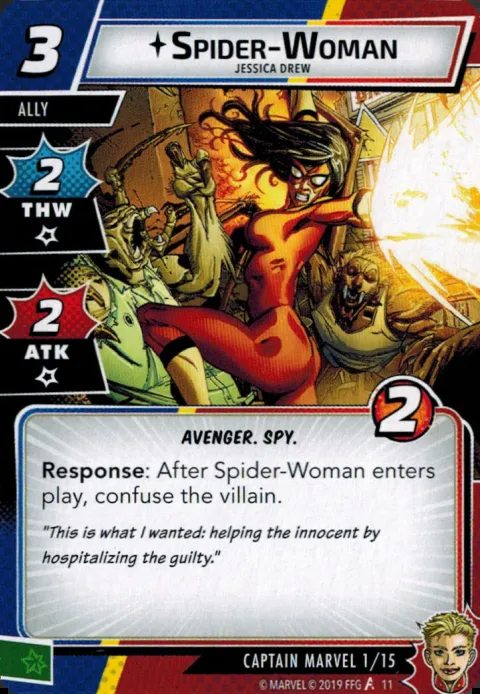 3
SPIDER-WOMAN
JESSICA DREW
ALLY
2
THW
2
ATK
2
AVENGER. SPY.
Response: After Spider-Woman enters
play, confuse the villain.
"This is what I wanted: helping the innocent by
hospitalizing the guilty."
CAPTAIN MARVEL 1/15
© MARVEL © 2019 FFG 11